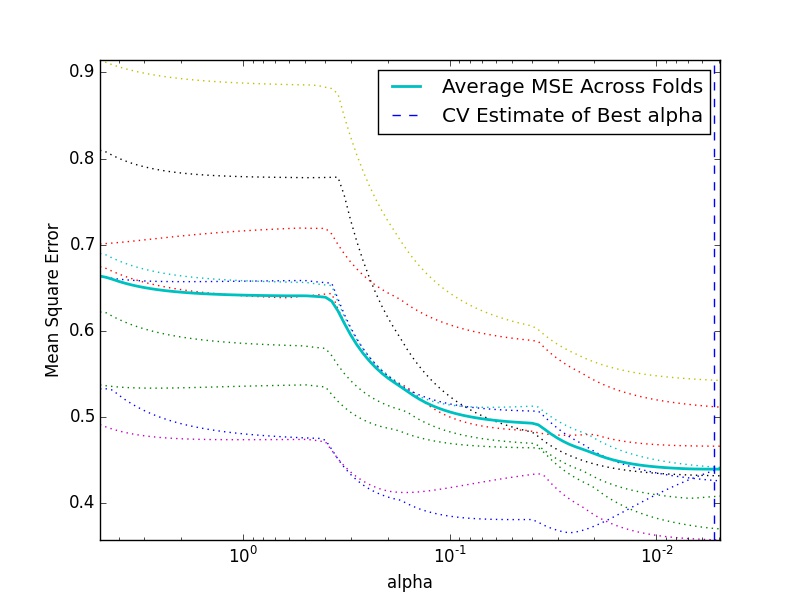 Average MSE Across Folds
CV Estimate of Best alpha
0.9
0.8
0.7
0.6
0.5
0.4
Mean Square Error
10^0
10^-1
10^-2
alpha